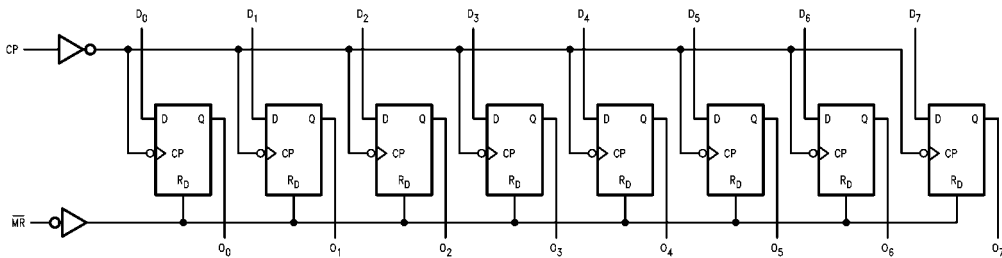 D0 D1 D2 D3 D4 D5 D6 D7
CP
D Q D Q D Q D Q D Q D Q D Q D Q
CP CP CP CP CP CP CP CP
RD RD RD RD RD RD RD RD
M̅R̅
O0 O1 O2 O3 O4 O5 O6 O7